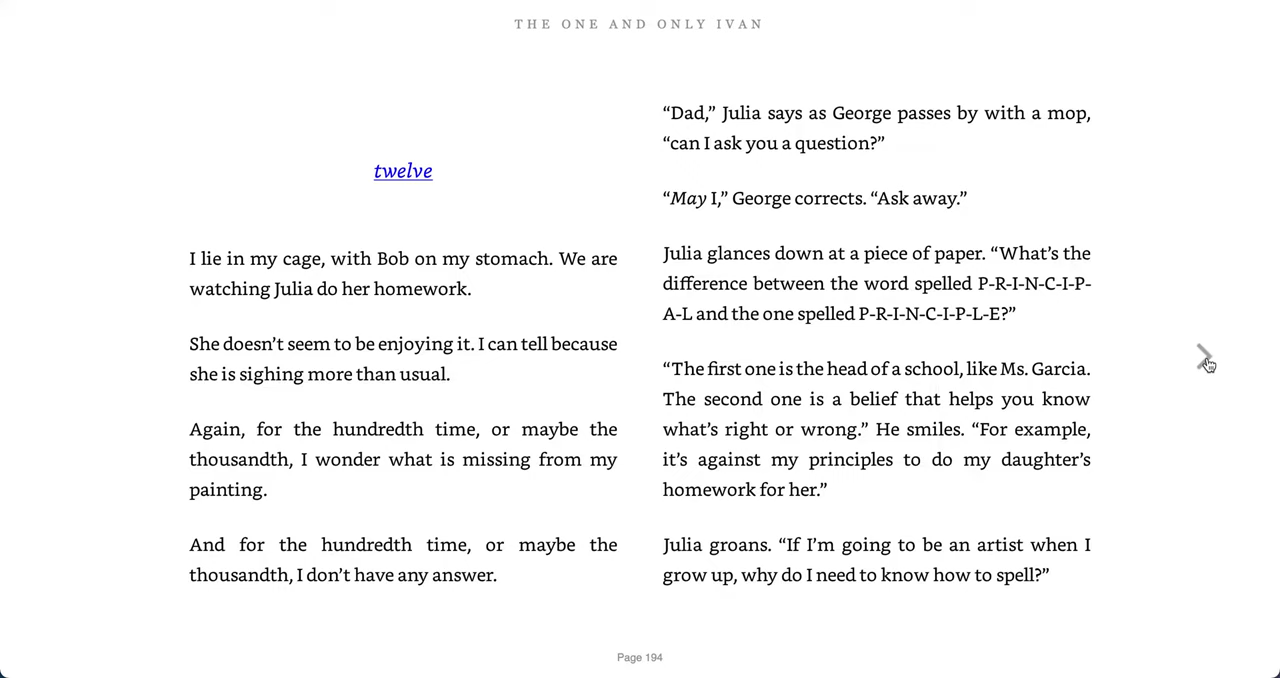 THE ONE AND ONLY IVAN
twelve
I lie in my cage, with Bob on my stomach. We are
watching Julia do her homework.
She doesn’t seem to be enjoying it. I can tell because
she is sighing more than usual.
Again, for the hundredth time, or maybe the
thousandth, I wonder what is missing from my
painting.
And for the hundredth time, or maybe the
thousandth, I don’t have any answer.
“Dad,” Julia says as George passes by with a mop,
“can I ask you a question?”
“May I,” George corrects. “Ask away.”
Julia glances down at a piece of paper. “What’s the
difference between the word spelled P-R-I-N-C-I-P-
A-L and the one spelled P-R-I-N-C-I-P-L-E?”
“The first one is the head of a school, like Ms. Garcia.
The second one is a belief that helps you know
what’s right or wrong.” He smiles. “For example,
it’s against my principles to do my daughter’s
homework for her.”
Julia groans. “If I’m going to be an artist when I
grow up, why do I need to know how to spell?”
Page 194